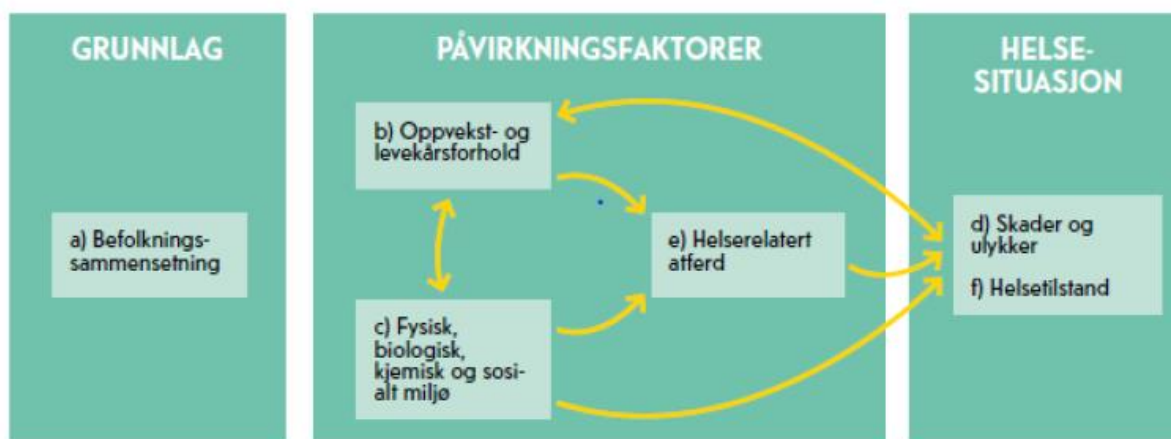 GRUNNLAG
a) Befolknings-
sammensetning
PÅVIRKNINGSFAKTORER
b) Oppvekst- og
levekårsforhold
c) Fysisk,
biologisk,
kjemisk og sosi-
alt miljø
e) Helserelatert
atferd
HELSE-
SITUASJON
d) Skader og
ulykker
f) Helsetilstand